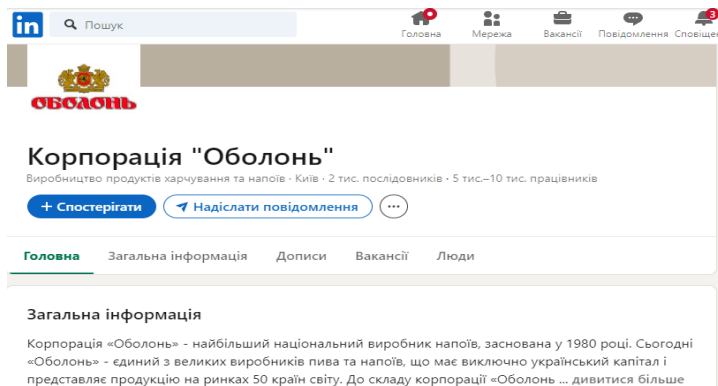 in Пошук
Головна Мережа Вакансії Повідомлення Сповіщен
3
ОБОЛОНЬ
Корпорація "Оболонь"
Виробництво продуктів харчування та напоїв · Київ · 2 тис. послідовників · 5 тис.–10 тис. працівників
+ Спостерігати Надіслати повідомлення ...
Головна Загальна інформація Дописи Вакансії Люди
Загальна інформація
Корпорація «Оболонь» - найбільший національний виробник напоїв, заснована у 1980 році. Сьогодні
«Оболонь» - єдиний з великих виробників пива та напоїв, що має виключно український капітал і
представляє продукцію на ринках 50 країн світу. До складу корпорації «Оболонь ... дивитися більше